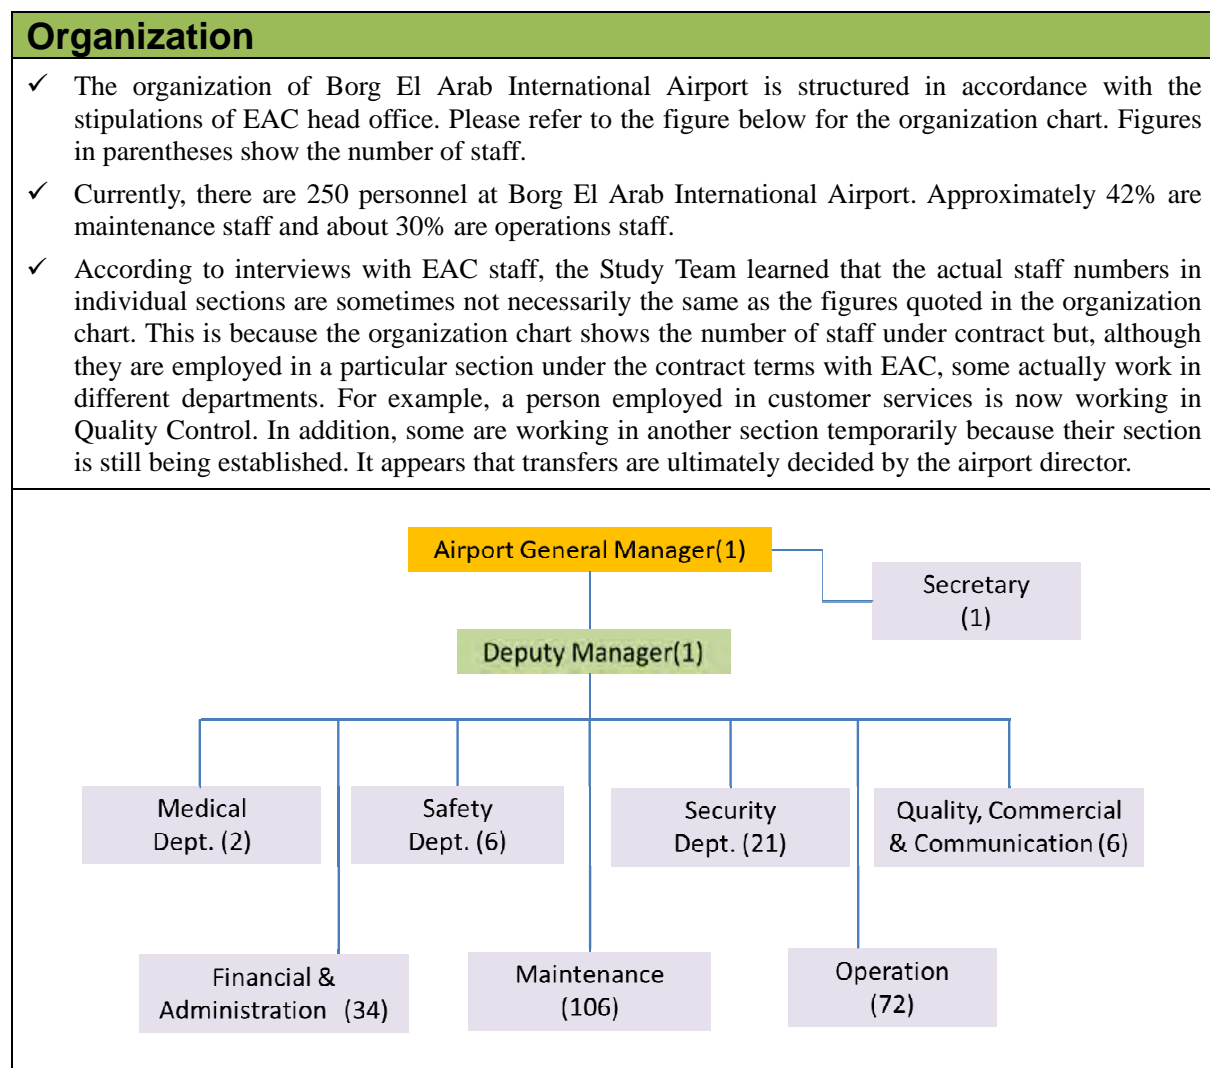 Organization
✓ The organization of Borg El Arab International Airport is structured in accordance with the
stipulations of EAC head office. Please refer to the figure below for the organization chart. Figures
in parentheses show the number of staff.
✓ Currently, there are 250 personnel at Borg El Arab International Airport. Approximately 42% are
maintenance staff and about 30% are operations staff.
✓ According to interviews with EAC staff, the Study Team learned that the actual staff numbers in
individual sections are sometimes not necessarily the same as the figures quoted in the organization
chart. This is because the organization chart shows the number of staff under contract but, although
they are employed in a particular section under the contract terms with EAC, some actually work in
different departments. For example, a person employed in customer services is now working in
Quality Control. In addition, some are working in another section temporarily because their section
is still being established. It appears that transfers are ultimately decided by the airport director.
Airport General Manager(1)
Secretary
(1)
Deputy Manager(1)
Medical
Dept. (2)
Safety
Dept. (6)
Security
Dept. (21)
Quality, Commercial
& Communication (6)
Financial &
Administration (34)
Maintenance
(106)
Operation
(72)